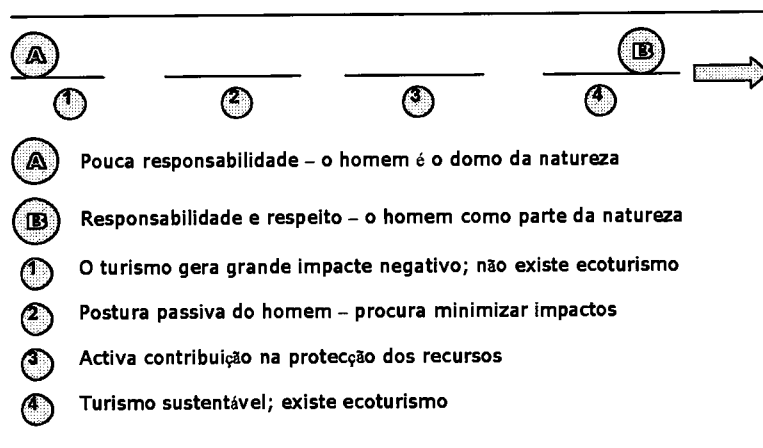 A B
1 2 3 4
A Pouca responsabilidade – o homem é o domo da natureza
B Responsabilidade e respeito – o homem como parte da natureza
1 O turismo gera grande impacte negativo; não existe ecoturismo
2 Postura passiva do homem – procura minimizar impactos
3 Activa contribuição na protecção dos recursos
4 Turismo sustentável; existe ecoturismo